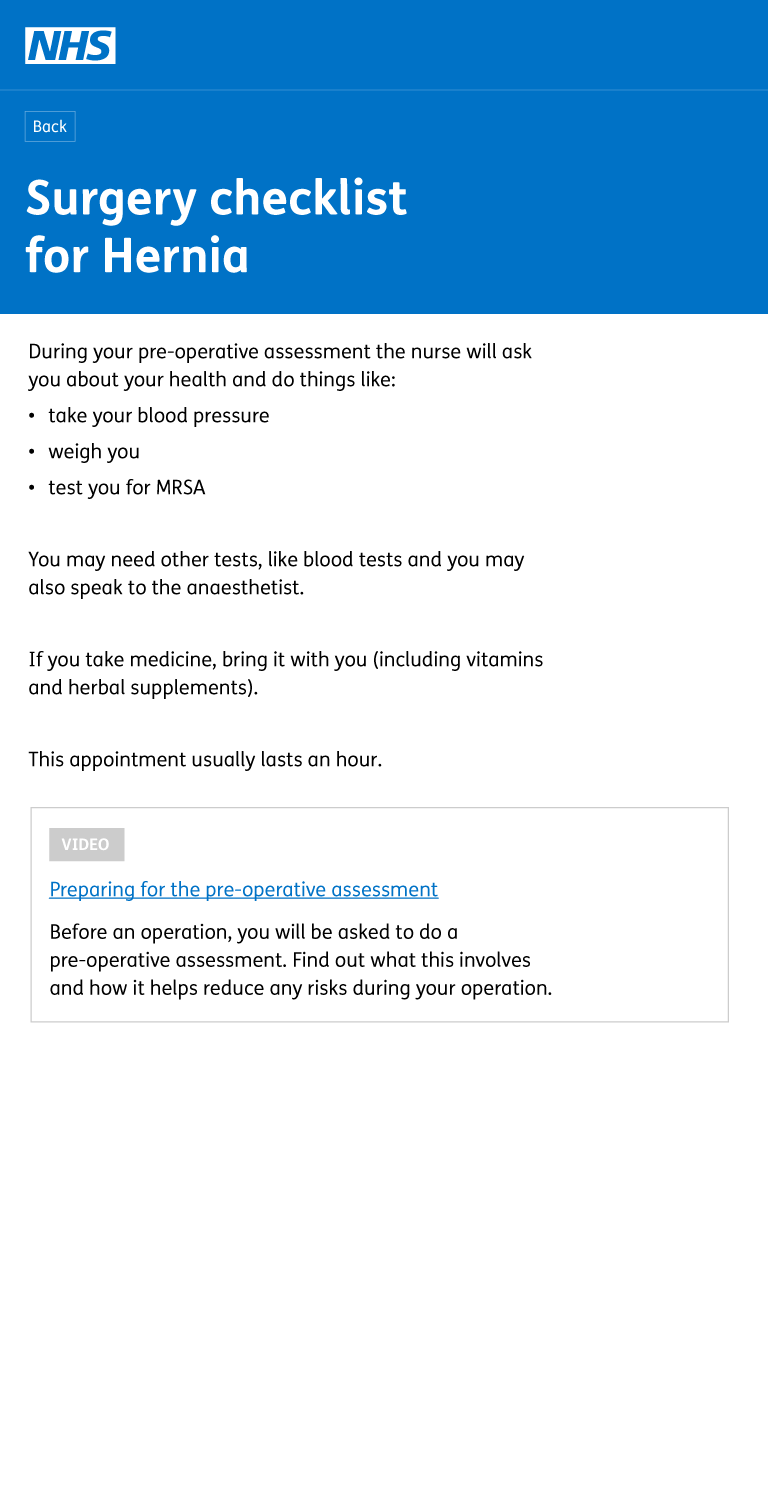 NHS
Back
Surgery checklist
for Hernia
During your pre-operative assessment the nurse will ask
you about your health and do things like:
• take your blood pressure
• weigh you
• test you for MRSA
You may need other tests, like blood tests and you may
also speak to the anaesthetist.
If you take medicine, bring it with you (including vitamins
and herbal supplements).
This appointment usually lasts an hour.
VIDEO
Preparing for the pre-operative assessment
Before an operation, you will be asked to do a
pre-operative assessment. Find out what this involves
and how it helps reduce any risks during your operation.